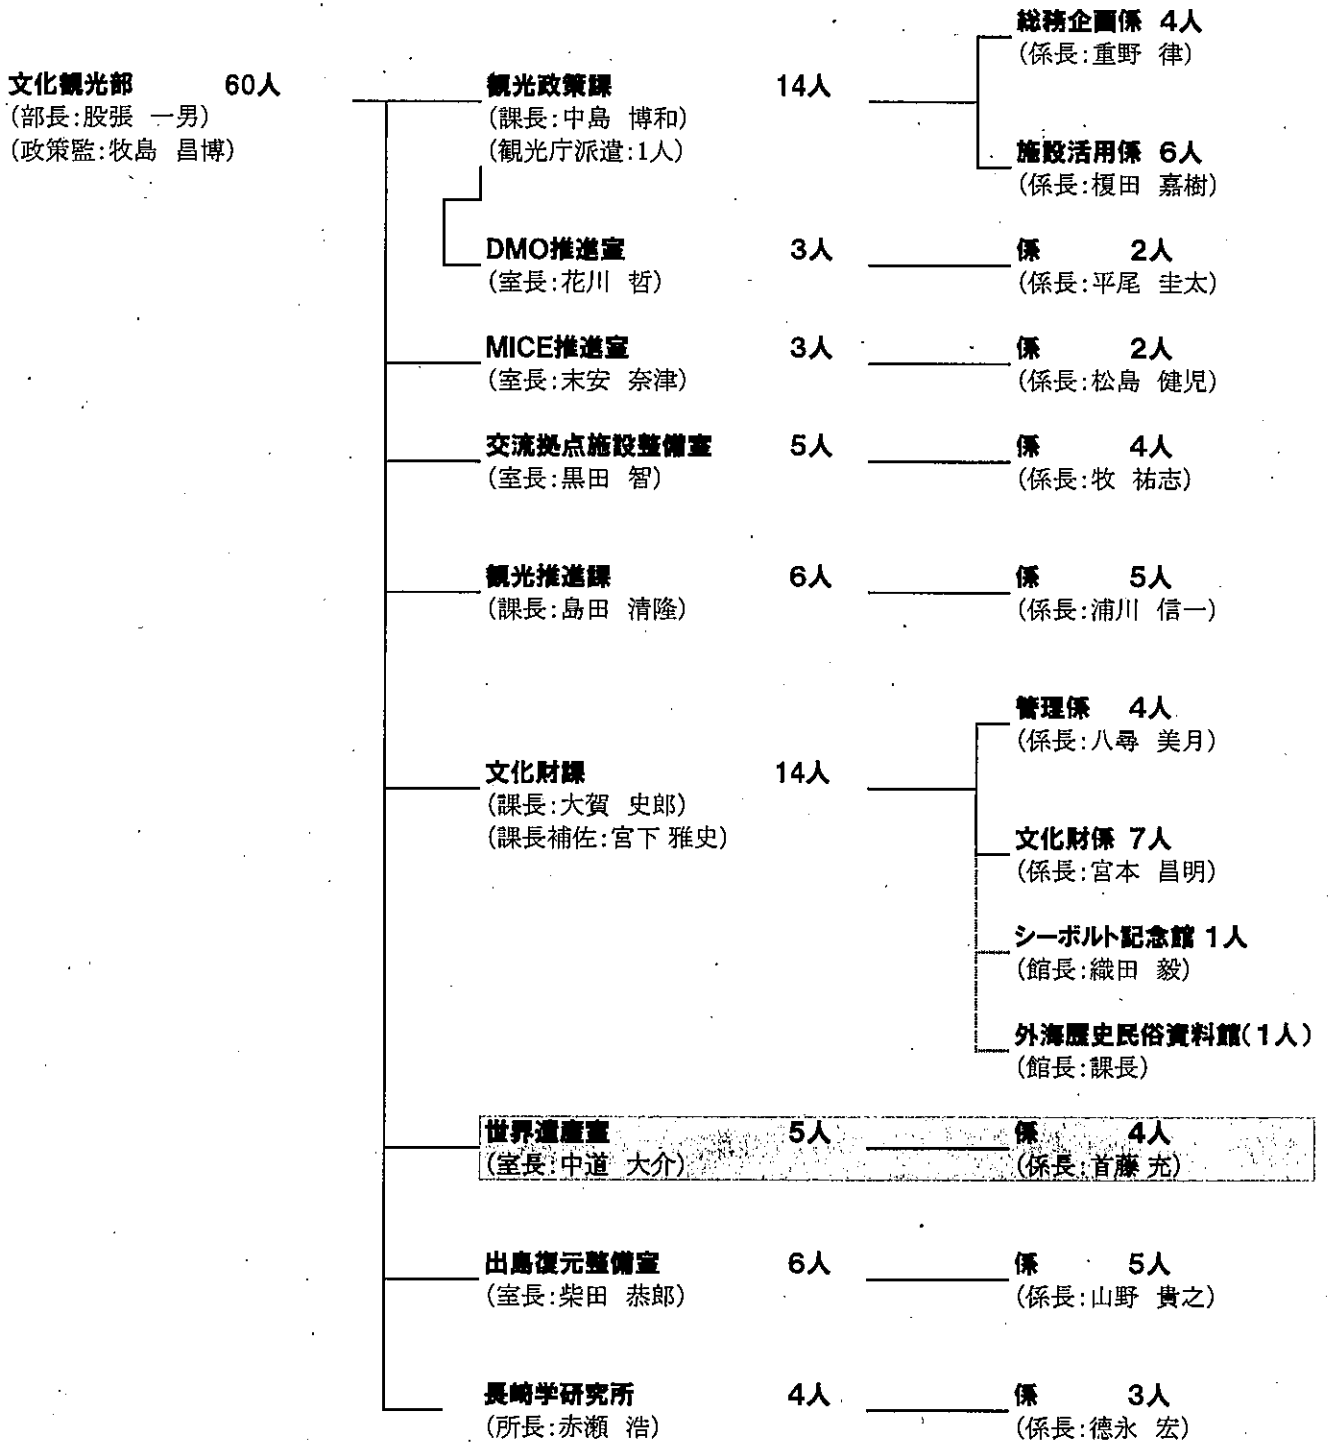 文化観光部 60人
(部長:股張 一男)
(政策監:牧島 昌博)
観光政策課 14人
(課長:中島 博和)
(観光庁派遣:1人)
総務企画係 4人
(係長:重野 律)
施設活用係 6人
(係長:榎田 嘉樹)
DMO推進室 3人
(室長:花川 哲)
係 2人
(係長:平尾 圭太)
MICE推進室 3人
(室長:末安 奈津)
係 2人
(係長:松島 健児)
交流拠点施設整備室 5人
(室長:黒田 智)
係 4人
(係長:牧 祐志)
観光推進課 6人
(課長:島田 清隆)
係 5人
(係長:浦川 信一)
文化財課 14人
(課長:大賀 史郎)
(課長補佐:宮下 雅史)
管理係 4人
(係長:八尋 美月)
文化財係 7人
(係長:宮本 昌明)
シーボルト記念館 1人
(館長:織田 毅)
外海歴史民俗資料館(1人)
(館長:課長)
世界遺産室 5人
(室長:中道 大介)
係 4人
(係長:首藤 充)
出島復元整備室 6人
(室長:柴田 恭郎)
係 5人
(係長:山野 貴之)
長崎学研究所 4人
(所長:赤瀬 浩)
係 3人
(係長:德永 宏)